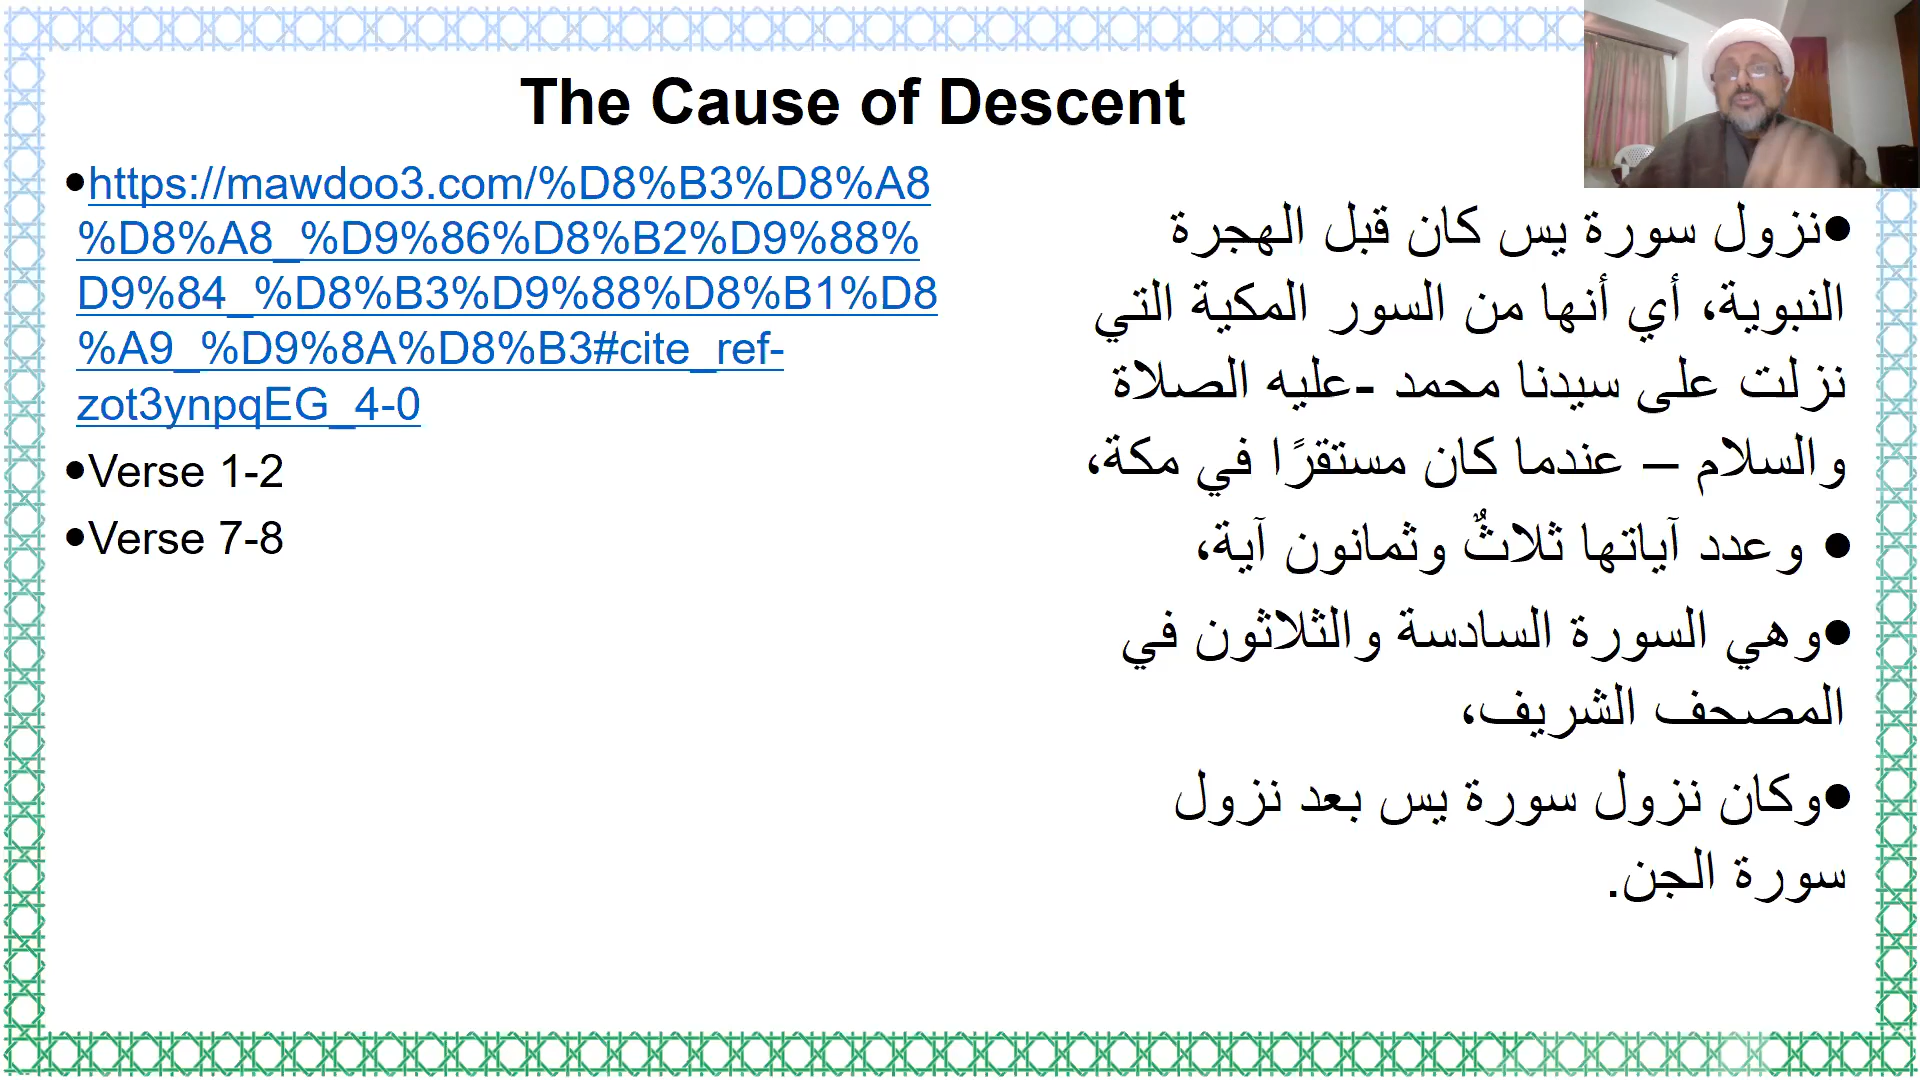 The Cause of Descent
•https://mawdoo3.com/%D8%B3%D8%A8
%D8%A8_%D9%86%D8%B2%D9%88%
D9%84_%D8%B3%D9%88%D8%B1%D8
%A9_%D9%8A%D8%B3#cite_ref-
zot3ynpqEG_4-0
•Verse 1-2
•Verse 7-8
•نزول سورة يس كان قبل الهجرة
النبوية، أي أنها من السور المكية التي
نزلت على سيدنا محمد -عليه الصلاة
والسلام – عندما كان مستقرًا في مكة،
• وعدد آياتها ثلاثٌ وثمانون آية،
•وهي السورة السادسة والثلاثون في
المصحف الشريف،
•وكان نزول سورة يس بعد نزول
سورة الجن.